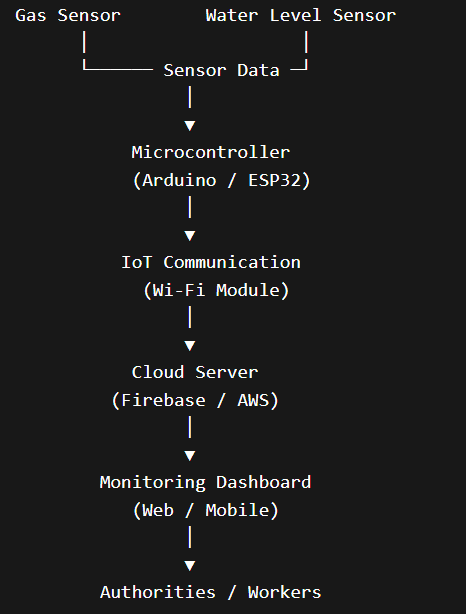 Gas Sensor Water Level Sensor
Sensor Data
Microcontroller
(Arduino / ESP32)
IoT Communication
(Wi-Fi Module)
Cloud Server
(Firebase / AWS)
Monitoring Dashboard
(Web / Mobile)
Authorities / Workers